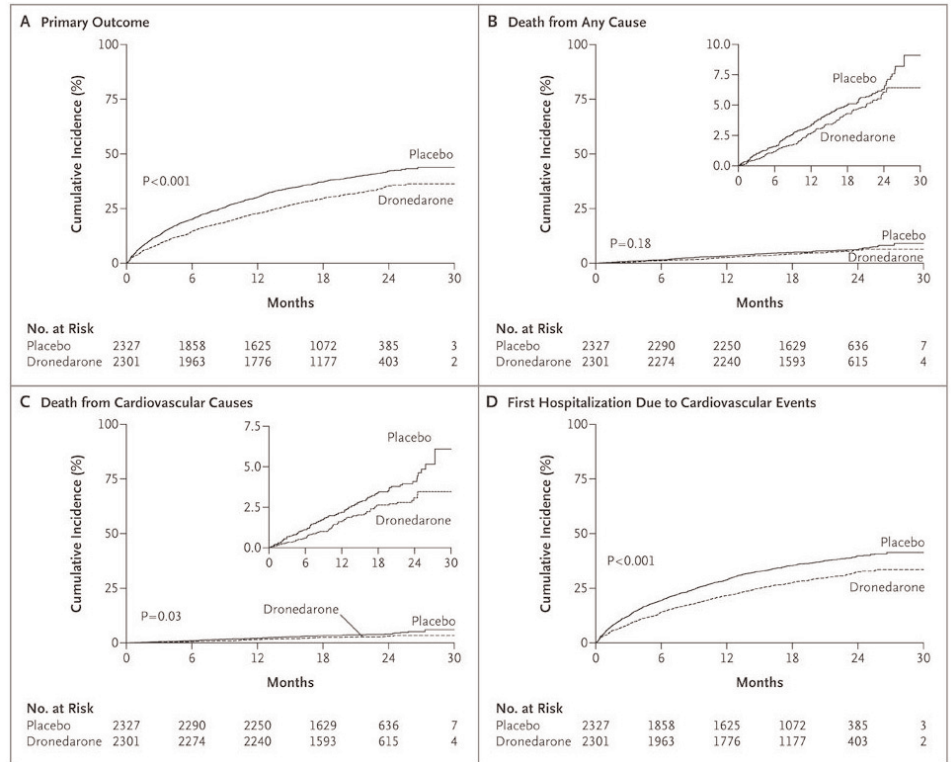 A Primary Outcome
100
75
50
25
0
Cumulative Incidence (%)
P<0.001
Placebo
Dronedarone
0 6 12 18 24 30
Months
No. at Risk
Placebo 2327 1858 1625 1072 385 3
Dronedarone 2301 1963 1776 1177 403 2
B Death from Any Cause
100
75
50
25
0
Cumulative Incidence (%)
10.0
7.5
5.0
2.5
0.0
Placebo
Dronedarone
0 6 12 18 24 30
P=0.18
Placebo
Dronedarone
0 6 12 18 24 30
Months
No. at Risk
Placebo 2327 2290 2250 1629 636 7
Dronedarone 2301 2274 2240 1593 615 4
C Death from Cardiovascular Causes
100
75
50
25
0
Cumulative Incidence (%)
7.5
5.0
2.5
0.0
Placebo
Dronedarone
0 6 12 18 24 30
P=0.03
Dronedarone
Placebo
0 6 12 18 24 30
Months
No. at Risk
Placebo 2327 2290 2250 1629 636 7
Dronedarone 2301 2274 2240 1593 615 4
D First Hospitalization Due to Cardiovascular Events
100
75
50
25
0
Cumulative Incidence (%)
P<0.001
Placebo
Dronedarone
0 6 12 18 24 30
Months
No. at Risk
Placebo 2327 1858 1625 1072 385 3
Dronedarone 2301 1963 1776 1177 403 2